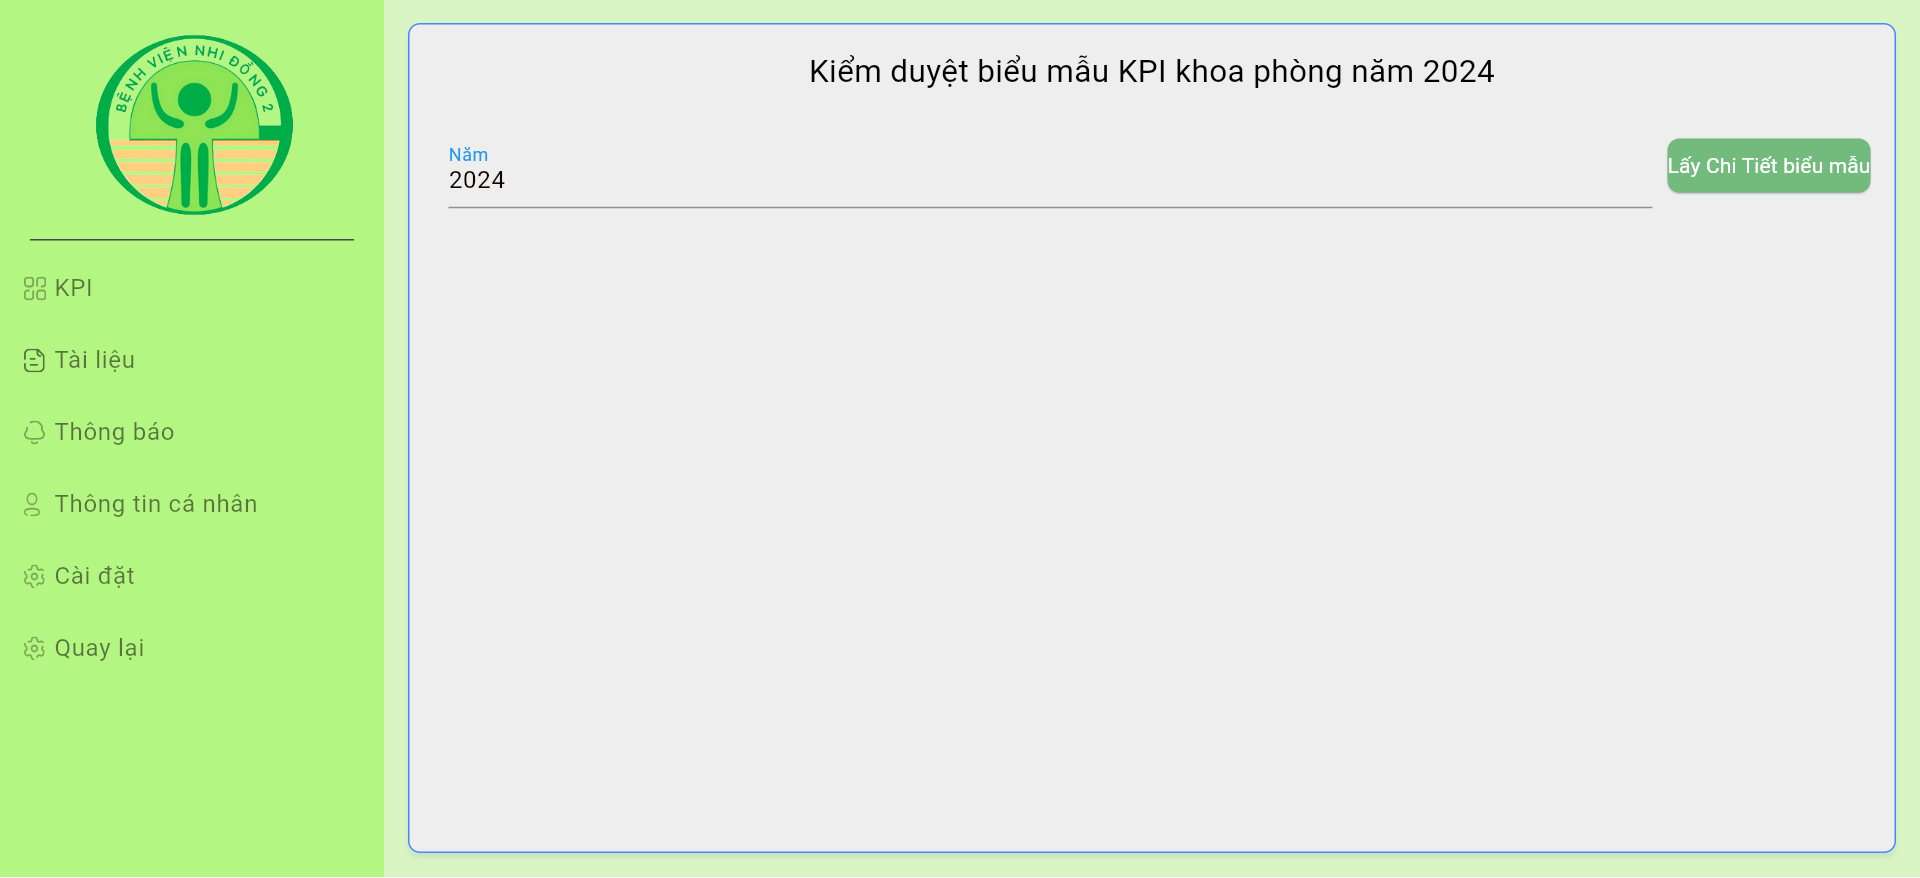 BỆNH VIỆN NHI ĐỒNG 2
KPI
Tài liệu
Thông báo
Thông tin cá nhân
Cài đặt
Quay lại
Kiểm duyệt biểu mẫu KPI khoa phòng năm 2024
Năm
2024
Lấy Chi Tiết biểu mẫu